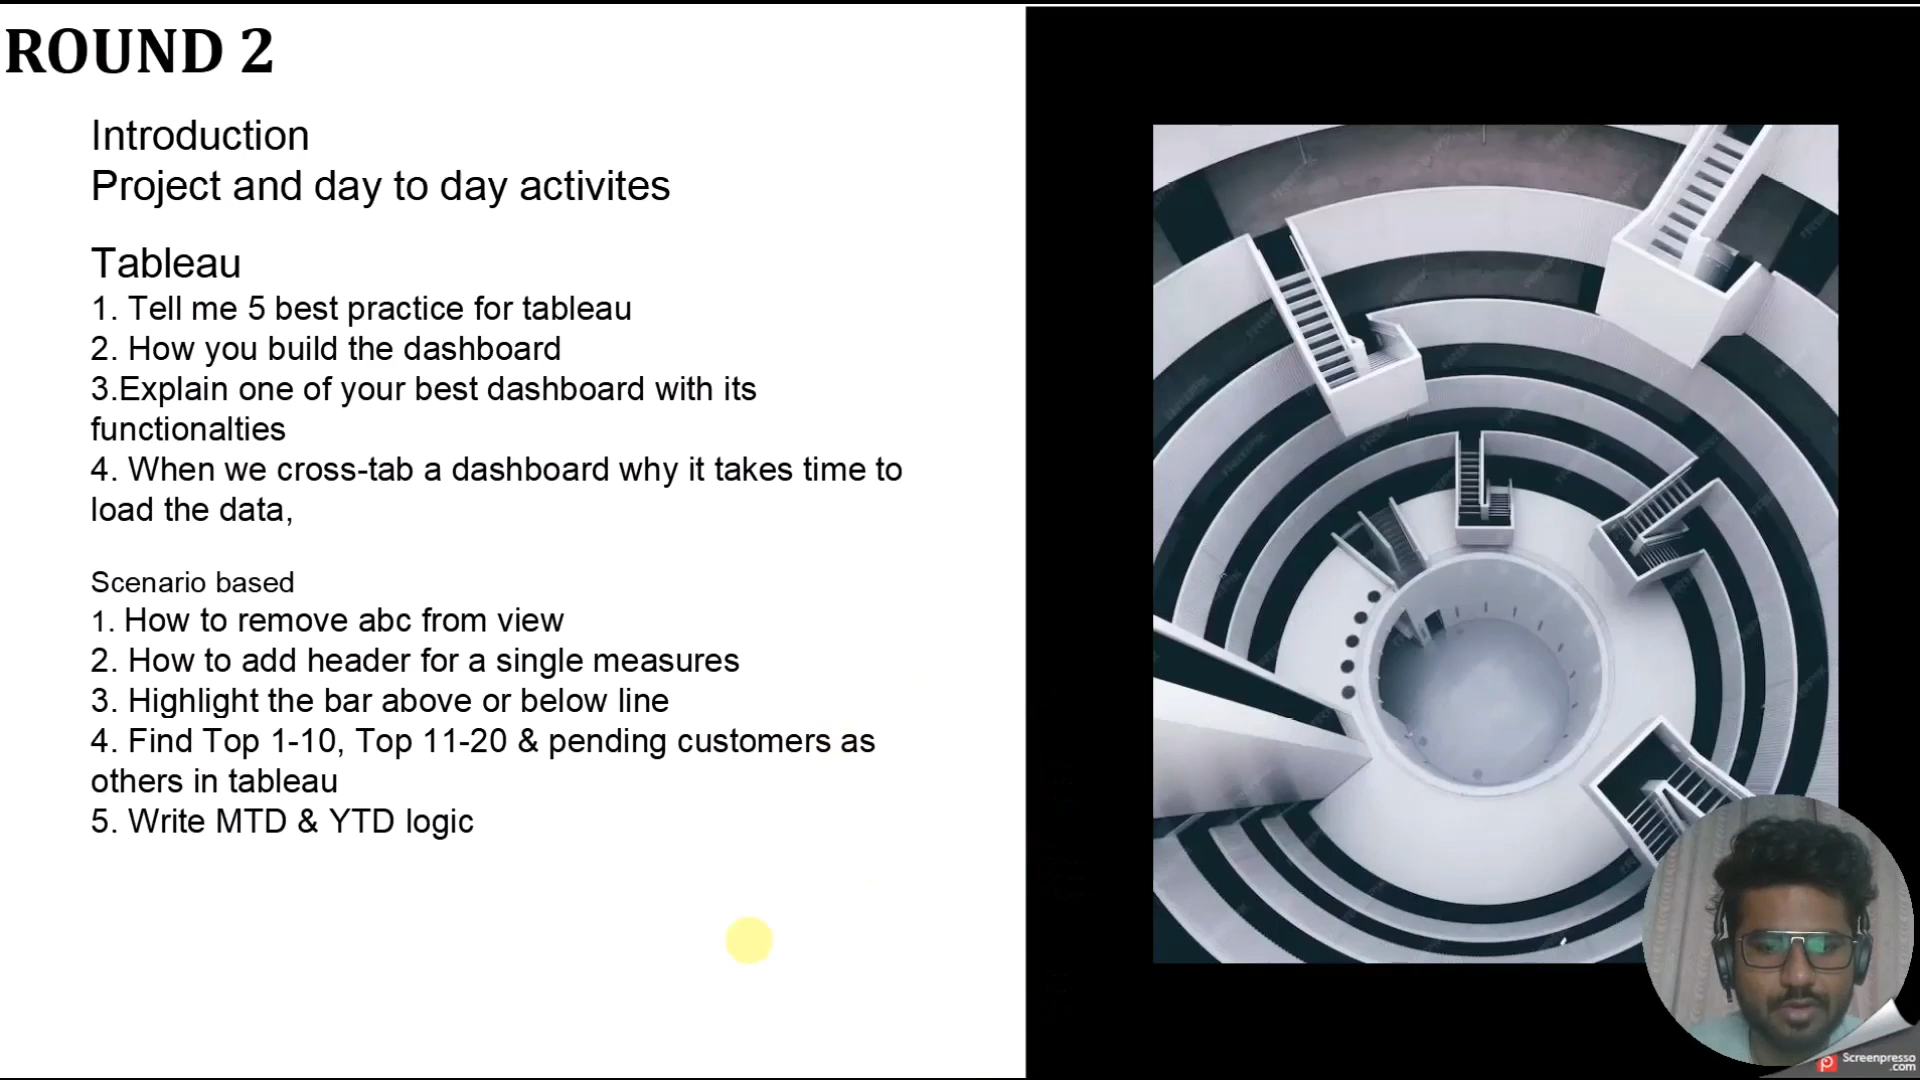 ROUND 2
Introduction
Project and day to day activites
Tableau
1. Tell me 5 best practice for tableau
2. How you build the dashboard
3.Explain one of your best dashboard with its
functionalties
4. When we cross-tab a dashboard why it takes time to
load the data,
Scenario based
1. How to remove abc from view
2. How to add header for a single measures
3. Highlight the bar above or below line
4. Find Top 1-10, Top 11-20 & pending customers as
others in tableau
5. Write MTD & YTD logic
Screenpresso
.com